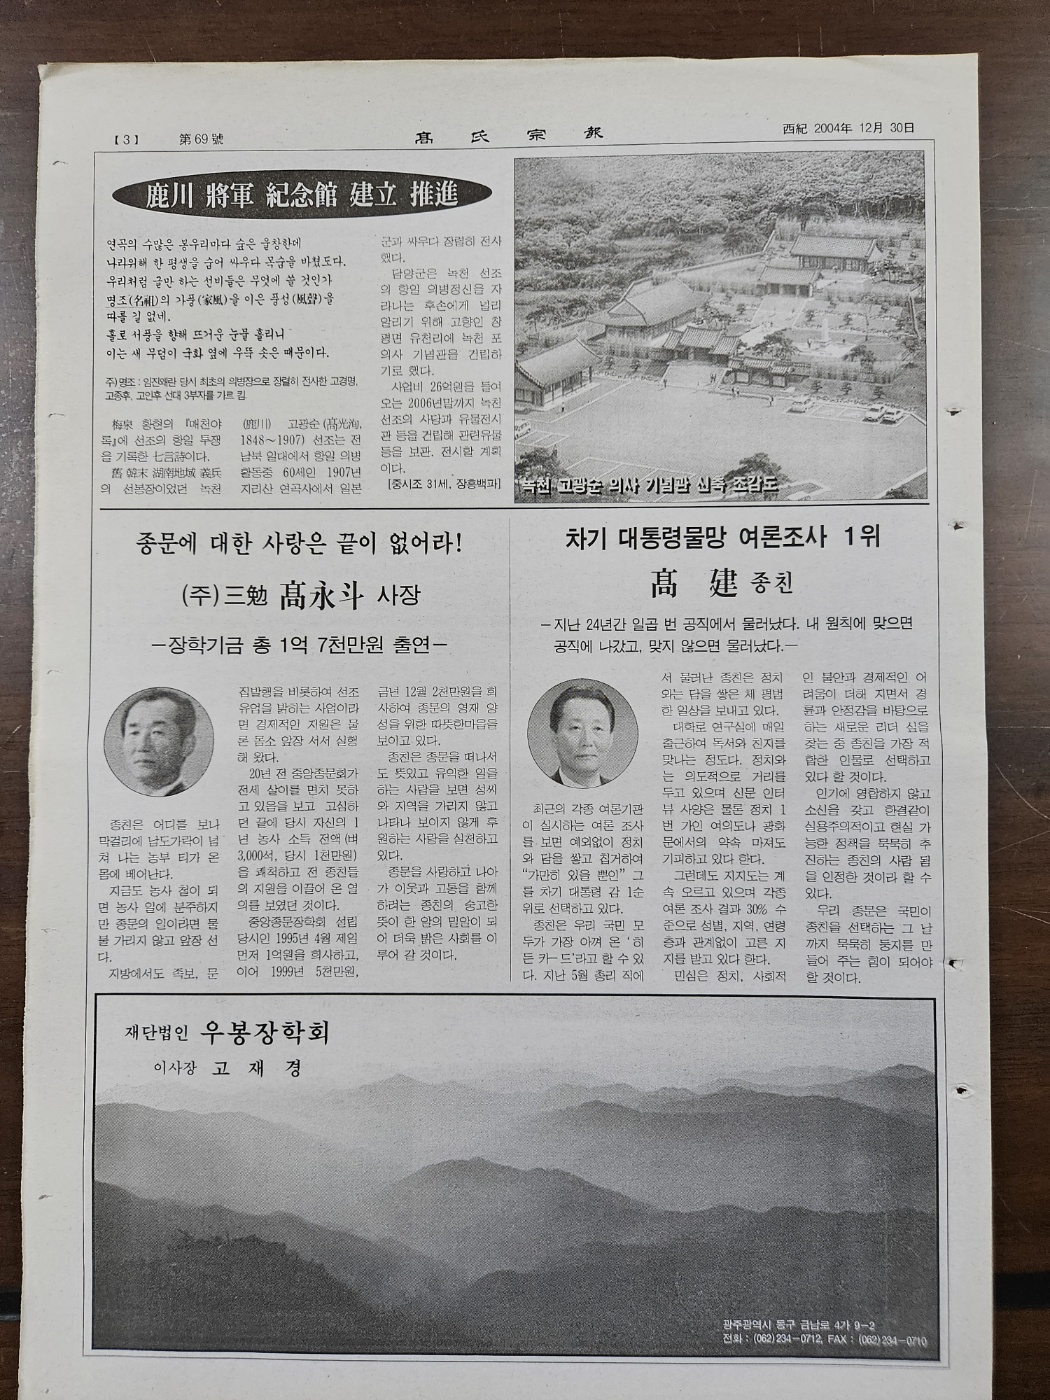 【3】 第69號
髙氏宗報
西紀 2004年 12月 30日
鹿川 將軍 紀念館 建立 推進
연곡의 수많은 봉우리마다 숲은 울창한데
나라위해 한 평생을 숨어 싸우다 목숨을 바쳤도다.
우리처럼 글만 하는 선비들은 무엇에 쓸 것인가
명조(名祖)의 가풍(家風)을 이은 풍성(風聲)을
따를 길 없네.
홀로 서풍을 향해 뜨거운 눈물 흘리니
이는 새 무덤이 국화 옆에 우뚝 솟은 때문이다.
주) 명조 : 임진왜란 당시 최초의 의병장으로 장렬히 전사한 고경명,
고종후, 고인후 선대 3부자를 가르킴.
梅泉 황현의 『매천야
록』에 선조의 항일 투쟁
을 기록한 七言詩이다.
舊韓末 湖南地域 義兵
의 선봉장이었던 녹천
(鹿川) 고광순(髙光洵,
1848～1907) 선조는 전
남북 일대에서 항일 의병
활동중 60세인 1907년
지리산 연곡사에서 일본
군과 싸우다 장렬히 전사
했다.
담양군은 녹천 선조
의 항일 의병정신을 자
라나는 후손에게 널리
알리기 위해 고향인 창
평면 유천리에 녹천 포
의사 기념관을 건립하
기로 했다.
사업비 26억원을 들여
오는 2006년말까지 녹천
선조의 사당과 유물전시
관 등을 건립해 관련유물
등을 보관, 전시할 계획
이다.
[중시조 31세, 장흥백파]
녹천 고광순 의사 기념관 신축 조감도
종문에 대한 사랑은 끝이 없어라!
(주)三勉 髙永斗 사장
－장학기금 총 1억 7천만원 출연－
종친은 어디를 보나
막걸리에 남도가락이 넘
쳐 나는 농부 티가 온
몸에 베어난다.
지금도 농사 철이 되
면 농사 일에 분주하지
만 종문의 일이라면 물
불 가리지 않고 앞장 선
다.
지방에서도 족보, 문
집발행을 비롯하여 선조
유업을 밝히는 사업이라
면 경제적인 지원은 물
론 몸소 앞장 서서 실행
해 왔다.
20년 전 중앙종문회가
전세 살이를 면치 못하
고 있음을 보고 고심하
던 끝에 당시 자신의 1
년 농사 소득 전액(벼
3,000석, 당시 1천만원)
을 쾌척하고 전 종친들
의 지원을 이끌어 온 열
의를 보였던 것이다.
중앙종문장학회 설립
당시인 1995년 4월 제일
먼저 1억원을 희사하고,
이어 1999년 5천만원,
금년 12월 2천만원을 희
사하여 종문의 영재 양
성을 위한 따뜻한마음을
보이고 있다.
종친은 종문을 떠나서
도 뜻있고 유익한 일을
하는 사람을 보면 성씨
와 지역을 가리지 않고
나타나 보이지 않게 후
원하는 사람을 실천하고
있다.
종문을 사랑하고 나아
가 이웃과 고통을 함께
하려는 종친의 숭고한
뜻이 한 알의 밀알이 되
어 더욱 밝은 사회를 이
루어 갈 것이다.
차기 대통령물망 여론조사 1위
髙 建 종친
－지난 24년간 일곱 번 공직에서 물러났다. 내 원칙에 맞으면
공직에 나갔고, 맞지 않으면 물러났다.－
최근의 각종 여론기관
이 실시하는 여론 조사
를 보면 예외없이 정치
와 담을 쌓고 칩거하여
“가만히 있을 뿐인” 그
를 차기 대통령 감 1순
위로 선택하고 있다.
종친은 우리 국민 모
두가 가장 아껴 온 ‘히
든 카-드’라고 할 수 있
다. 지난 5월 총리 직에
서 물러난 종친은 정치
와는 담을 쌓은 채 평범
한 일상을 보내고 있다.
대학로 연구실에 매일
출근하여 독서와 친지를
맞나는 정도다. 정치와
는 의도적으로 거리를
두고 있으며 신문 인터
뷰 사양은 물론 정치 1
번 가인 여의도나 광화
문에서의 약속 마져도
기피하고 있다 한다.
그런데도 지지도는 계
속 오르고 있으며 각종
여론 조사 결과 30% 수
준으로 성별, 지역, 연령
층과 관계없이 고른 지
지를 받고 있다 한다.
민심은 정치, 사회적
인 불안과 경제적인 어
려움이 더해 지면서 경
륜과 안정감을 바탕으로
하는 새로운 리더 십을
찾는 중 종친을 가장 적
합한 인물로 선택하고
있다 할 것이다.
인기에 영합하지 않고
소신을 갖고 한결같이
실용주의적이고 현실 가
능한 정책을 묵묵히 추
진하는 종친의 사람 됨
을 인정한 것이라 할 수
있다.
우리 종문은 국민이
종친을 선택하는 그 날
까지 묵묵히 둥지를 만
들어 주는 힘이 되어야
할 것이다.
재단법인 우봉장학회
이사장 고 재 경
광주광역시 동구 금남로 4가 9－2
전화 : (062)234－0712, FAX : (062)234－0710